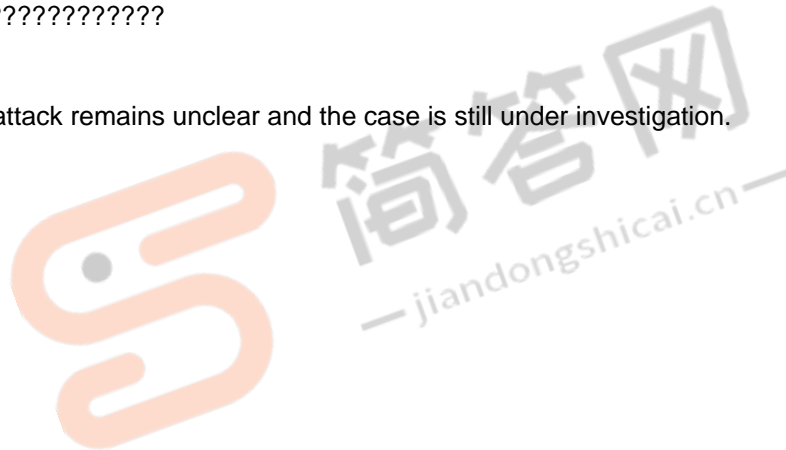 ????????????
attack remains unclear and the case is still under investigation.
简答网
jiandongshicai.cn